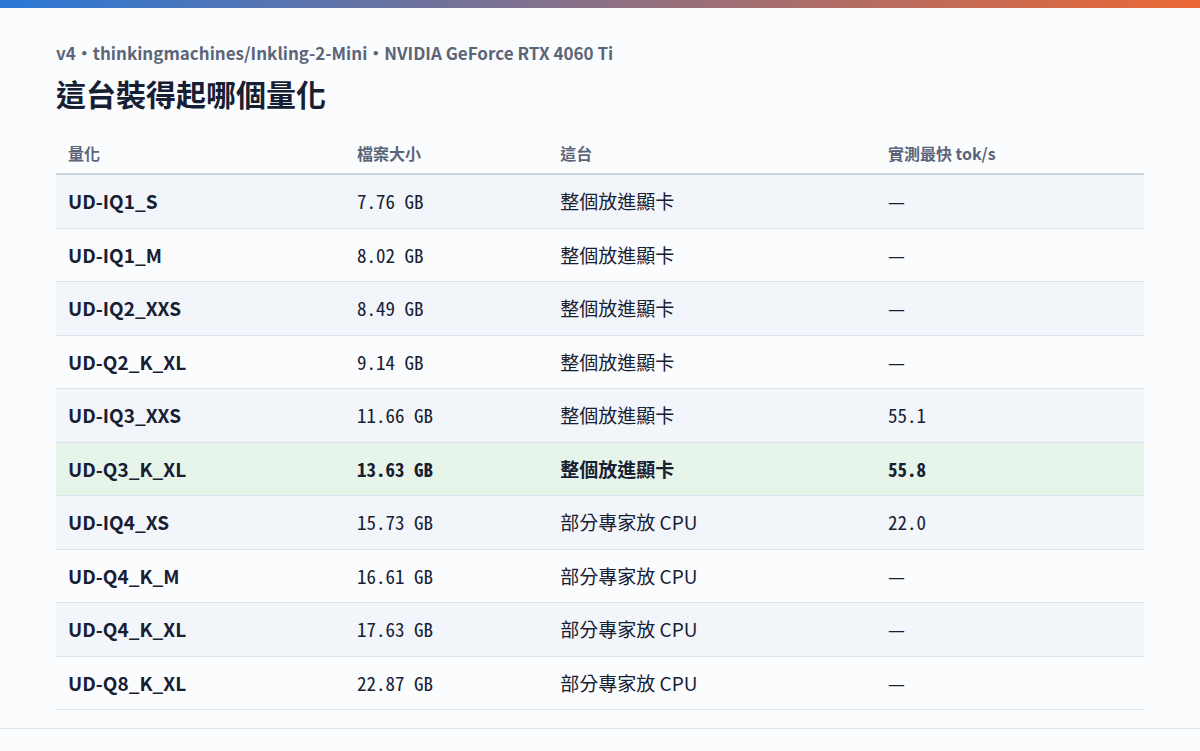 v4・thinkingmachines/Inkling-2-Mini・NVIDIA GeForce RTX 4060 Ti
這台裝得起哪個量化
量化 檔案大小 這台 實測最快 tok/s
UD-IQ1_S 7.76 GB 整個放進顯卡 —
UD-IQ1_M 8.02 GB 整個放進顯卡 —
UD-IQ2_XXS 8.49 GB 整個放進顯卡 —
UD-Q2_K_XL 9.14 GB 整個放進顯卡 —
UD-IQ3_XXS 11.66 GB 整個放進顯卡 55.1
UD-Q3_K_XL 13.63 GB 整個放進顯卡 55.8
UD-IQ4_XS 15.73 GB 部分專家放 CPU 22.0
UD-Q4_K_M 16.61 GB 部分專家放 CPU —
UD-Q4_K_XL 17.63 GB 部分專家放 CPU —
UD-Q8_K_XL 22.87 GB 部分專家放 CPU —